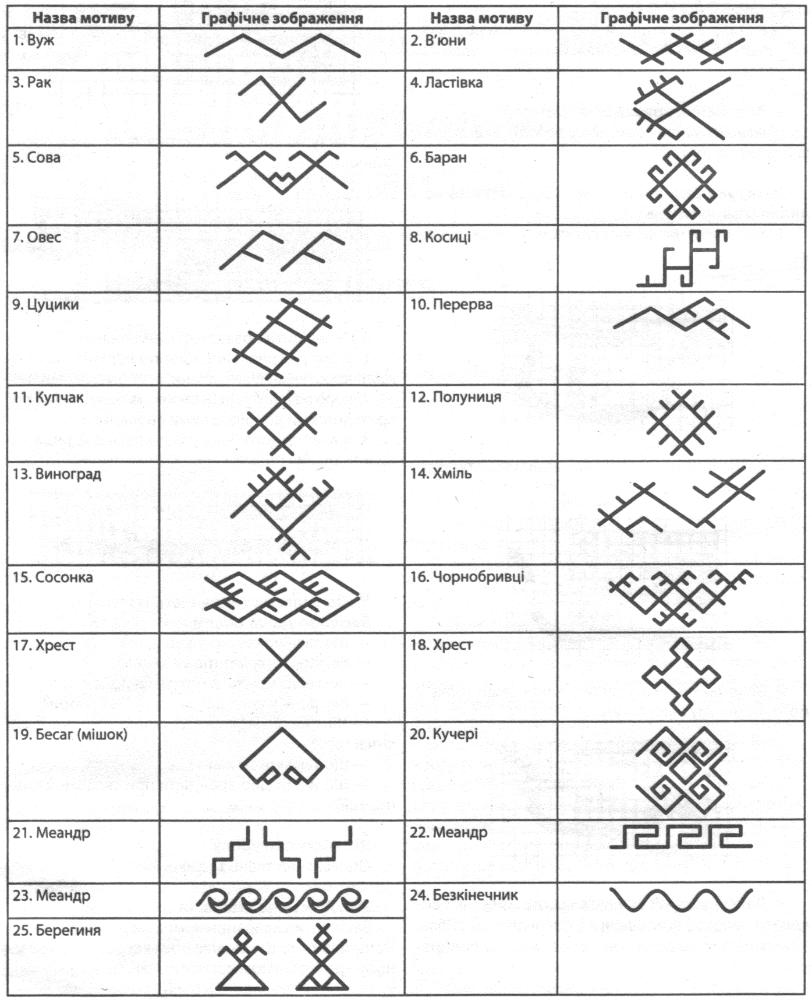 Назва мотиву Графічне зображення Назва мотиву Графічне зображення
1. Вуж 2. В'юни
3. Рак 4. Ластівка
5. Сова 6. Баран
7. Овес 8. Косиці
9. Цуцики 10. Перерва
11. Купчак 12. Полуниця
13. Виноград 14. Хміль
15. Сосонка 16. Чорнобривці
17. Хрест 18. Хрест
19. Бесаг (мішок) 20. Кучері
21. Меандр 22. Меандр
23. Меандр 24. Безкінечник
25. Берегиня